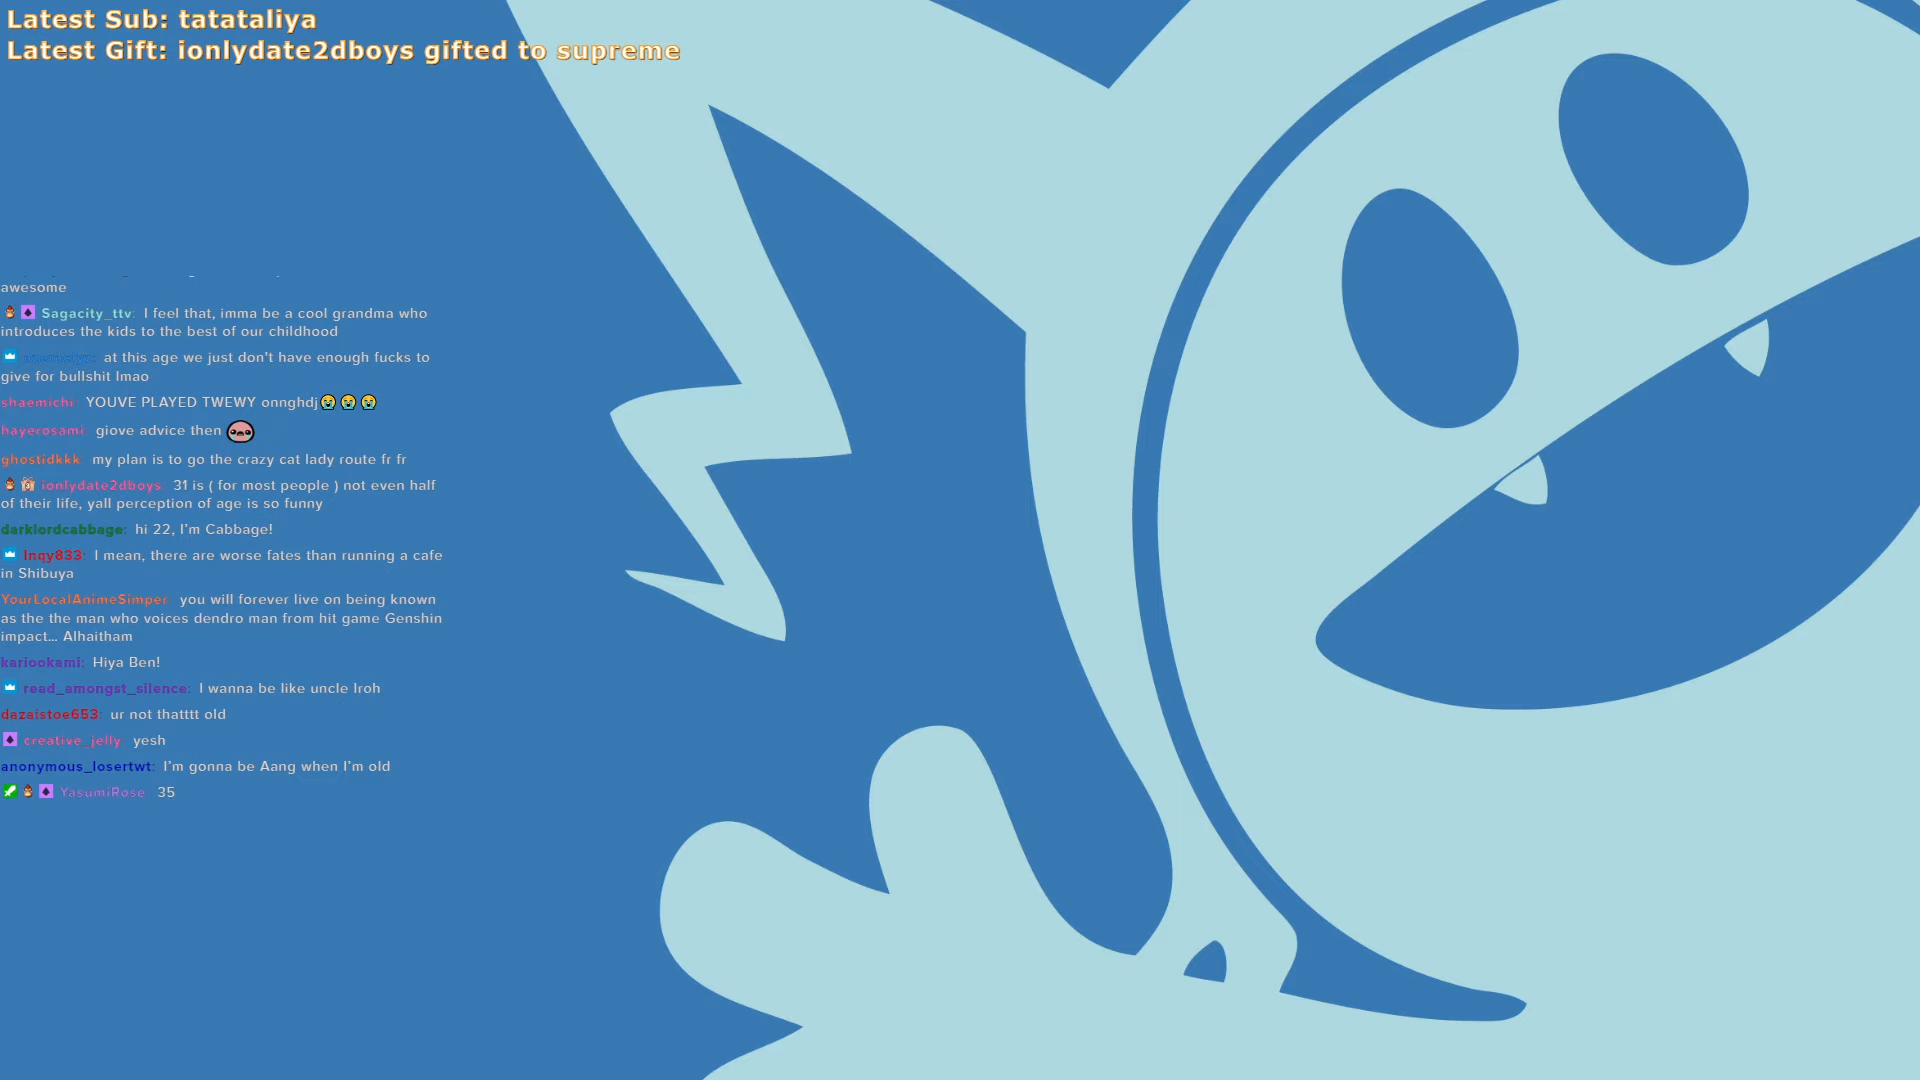 Latest Sub: tatataliya
Latest Gift: ionlydate2dboys gifted to supreme
awesome
Sagacity_ttv: I feel that, imma be a cool grandma who
introduces the kids to the best of our childhood
at this age we just don't have enough fucks to
give for bullshit lmao
shaemichi: YOUVE PLAYED TWEWY onnghdj
hayerosami: giove advice then
ghostidkkk: my plan is to go the crazy cat lady route fr fr
ionlydate2dboys: 31 is ( for most people ) not even half
of their life, yall perception of age is so funny
darklordcabbage: hi 22, I'm Cabbage!
Inqy833: I mean, there are worse fates than running a cafe
in Shibuya
YourLocalAnimeSimper: you will forever live on being known
as the the man who voices dendro man from hit game Genshin
impact... Alhaitham
kariookami: Hiya Ben!
read_amongst_silence: I wanna be like uncle Iroh
dazaistoe653: ur not thatttt old
creative_jelly: yesh
anonymous_losertwt: I'm gonna be Aang when I'm old
YasumiRose: 35